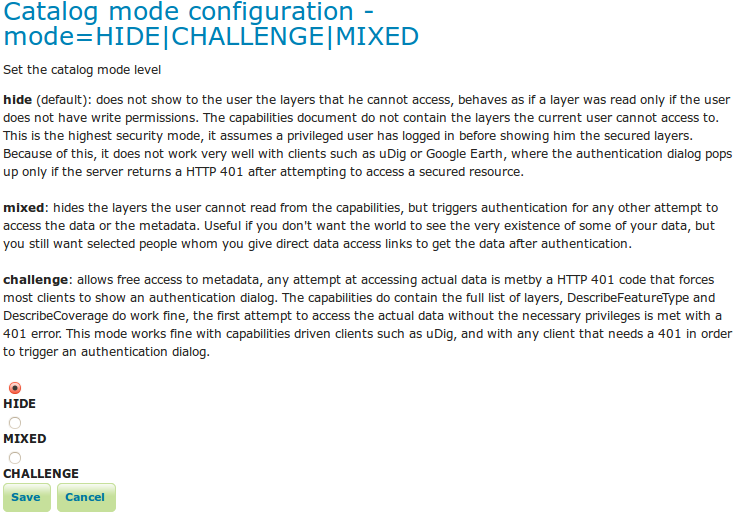 Catalog mode configuration -
mode=HIDE|CHALLENGE|MIXED
Set the catalog mode level
hide (default): does not show to the user the layers that he cannot access, behaves as if a layer was read only if the user
does not have write permissions. The capabilities document do not contain the layers the current user cannot access to.
This is the highest security mode, it assumes a privileged user has logged in before showing him the secured layers.
Because of this, it does not work very well with clients such as uDig or Google Earth, where the authentication dialog pops
up only if the server returns a HTTP 401 after attempting to access a secured resource.
mixed: hides the layers the user cannot read from the capabilities, but triggers authentication for any other attempt to
access the data or the metadata. Useful if you don't want the world to see the very existence of some of your data, but
you still want selected people whom you give direct data access links to get the data after authentication.
challenge: allows free access to metadata, any attempt at accessing actual data is metby a HTTP 401 code that forces
most clients to show an authentication dialog. The capabilities do contain the full list of layers, DescribeFeatureType and
DescribeCoverage do work fine, the first attempt to access the actual data without the necessary privileges is met with a
401 error. This mode works fine with capabilities driven clients such as uDig, and with any client that needs a 401 in order
to trigger an authentication dialog.
HIDE
MIXED
CHALLENGE
Save Cancel